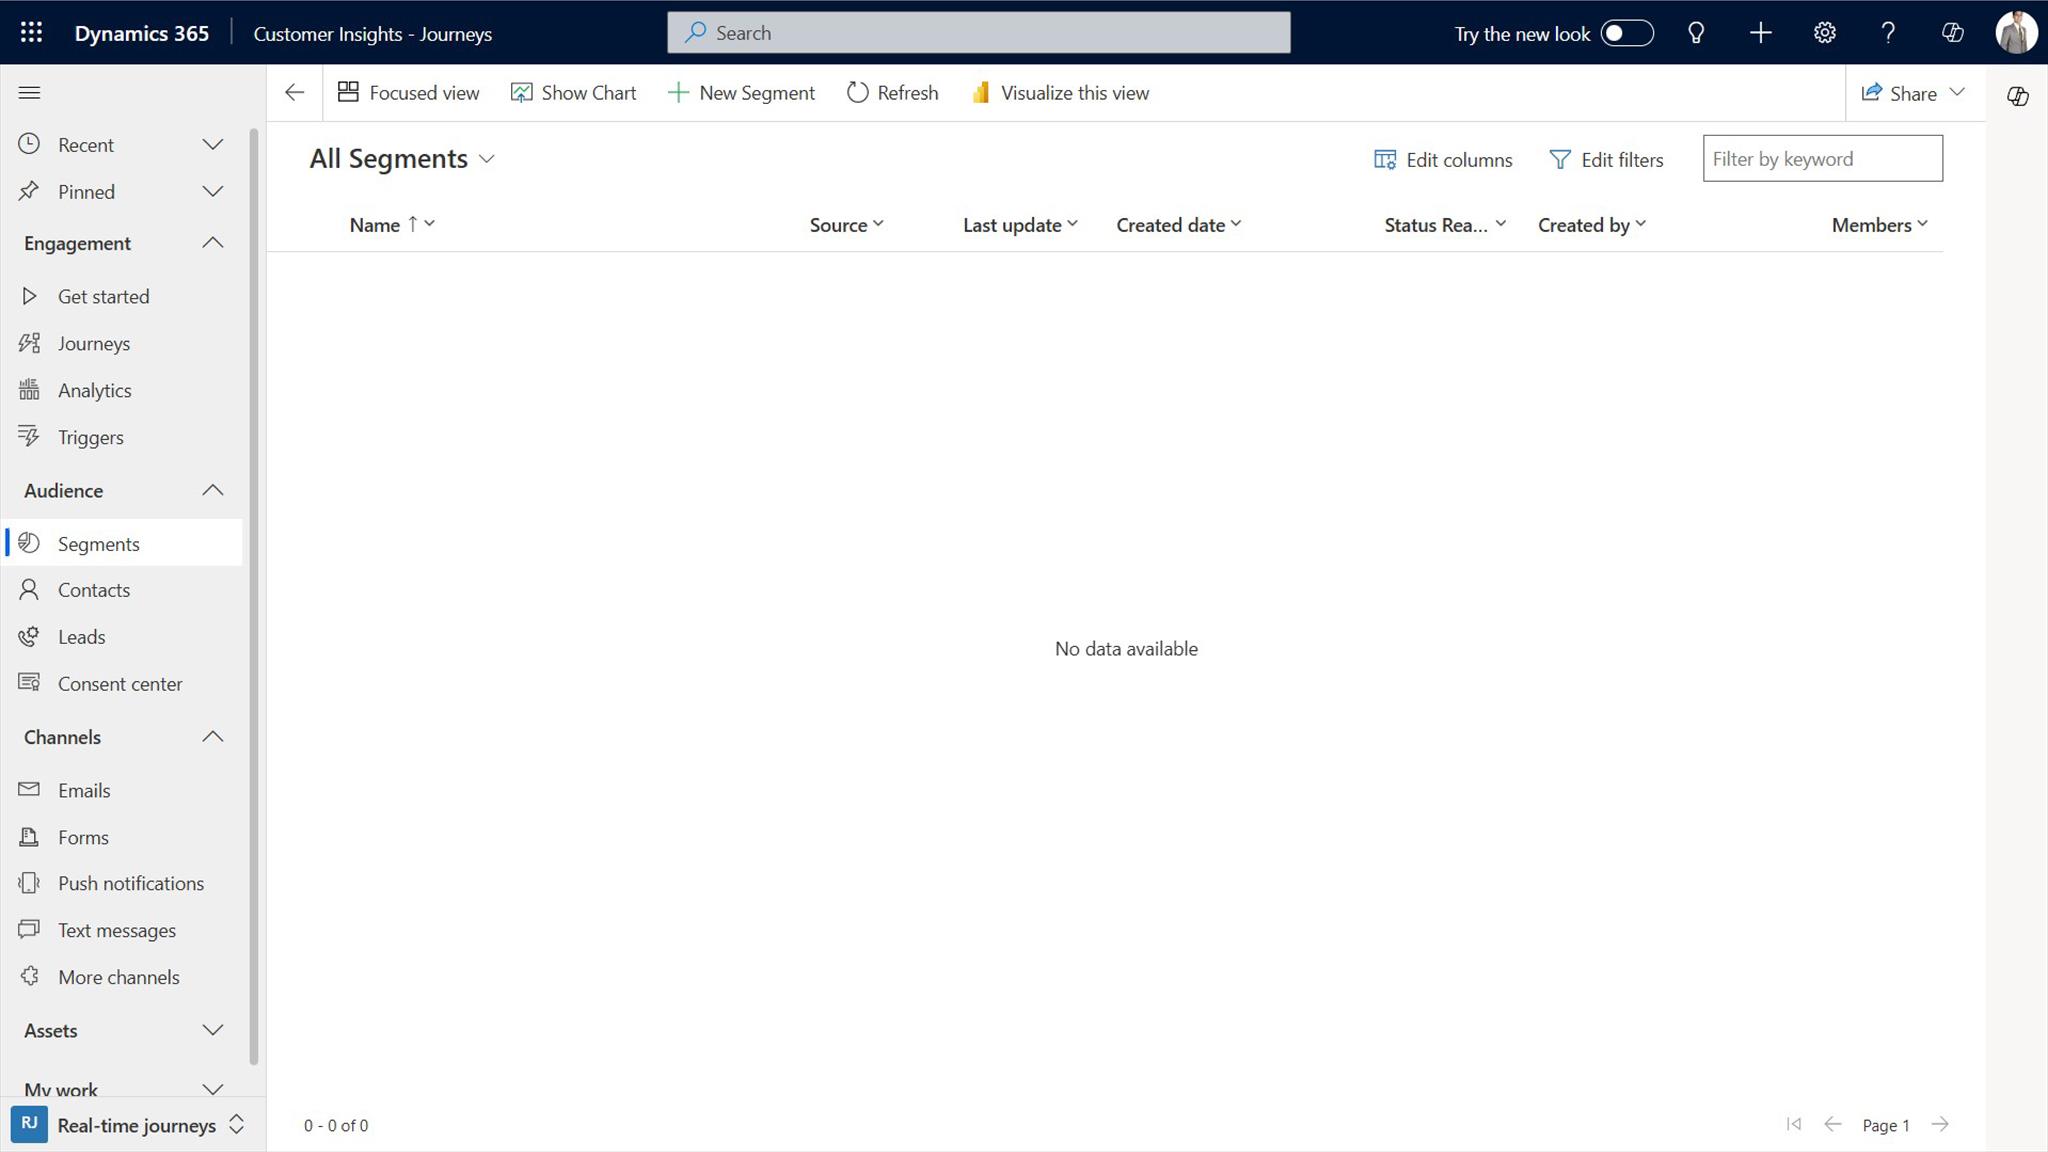 Dynamics 365
Customer Insights - Journeys
Search
Try the new look
Focused view
Show Chart
New Segment
Refresh
Visualize this view
Share
Recent
Pinned
Engagement
Get started
Journeys
Analytics
Triggers
Audience
Segments
Contacts
Leads
Consent center
Channels
Emails
Forms
Push notifications
Text messages
More channels
Assets
My work
RJ Real-time journeys
All Segments
Edit columns
Edit filters
Filter by keyword
Name Source Last update Created date Status Rea... Created by Members
No data available
0 - 0 of 0
Page 1